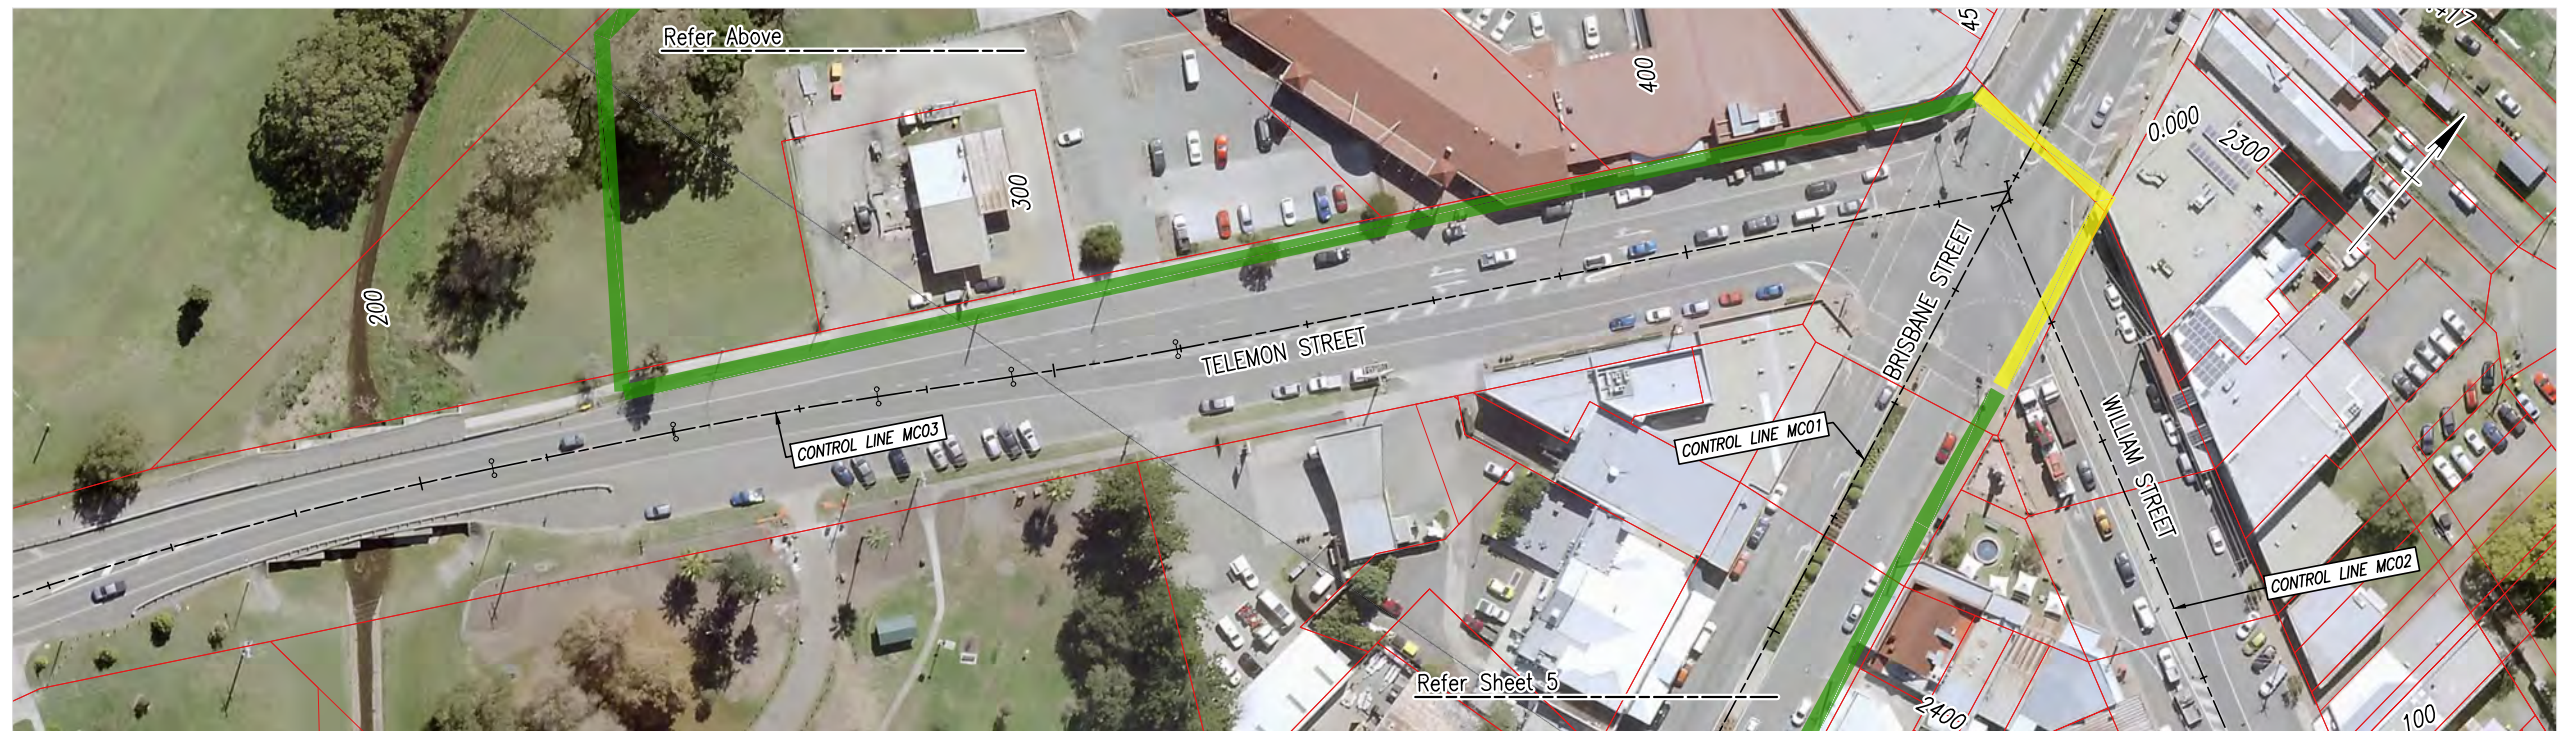 Refer Above
45
417
400
0.000
2300
300
200
BRISBANE STREET
TELEMON STREET
WILLIAM STREET
CONTROL LINE MC03
CONTROL LINE MC01
CONTROL LINE MC02
Refer Sheet 5
2400
100